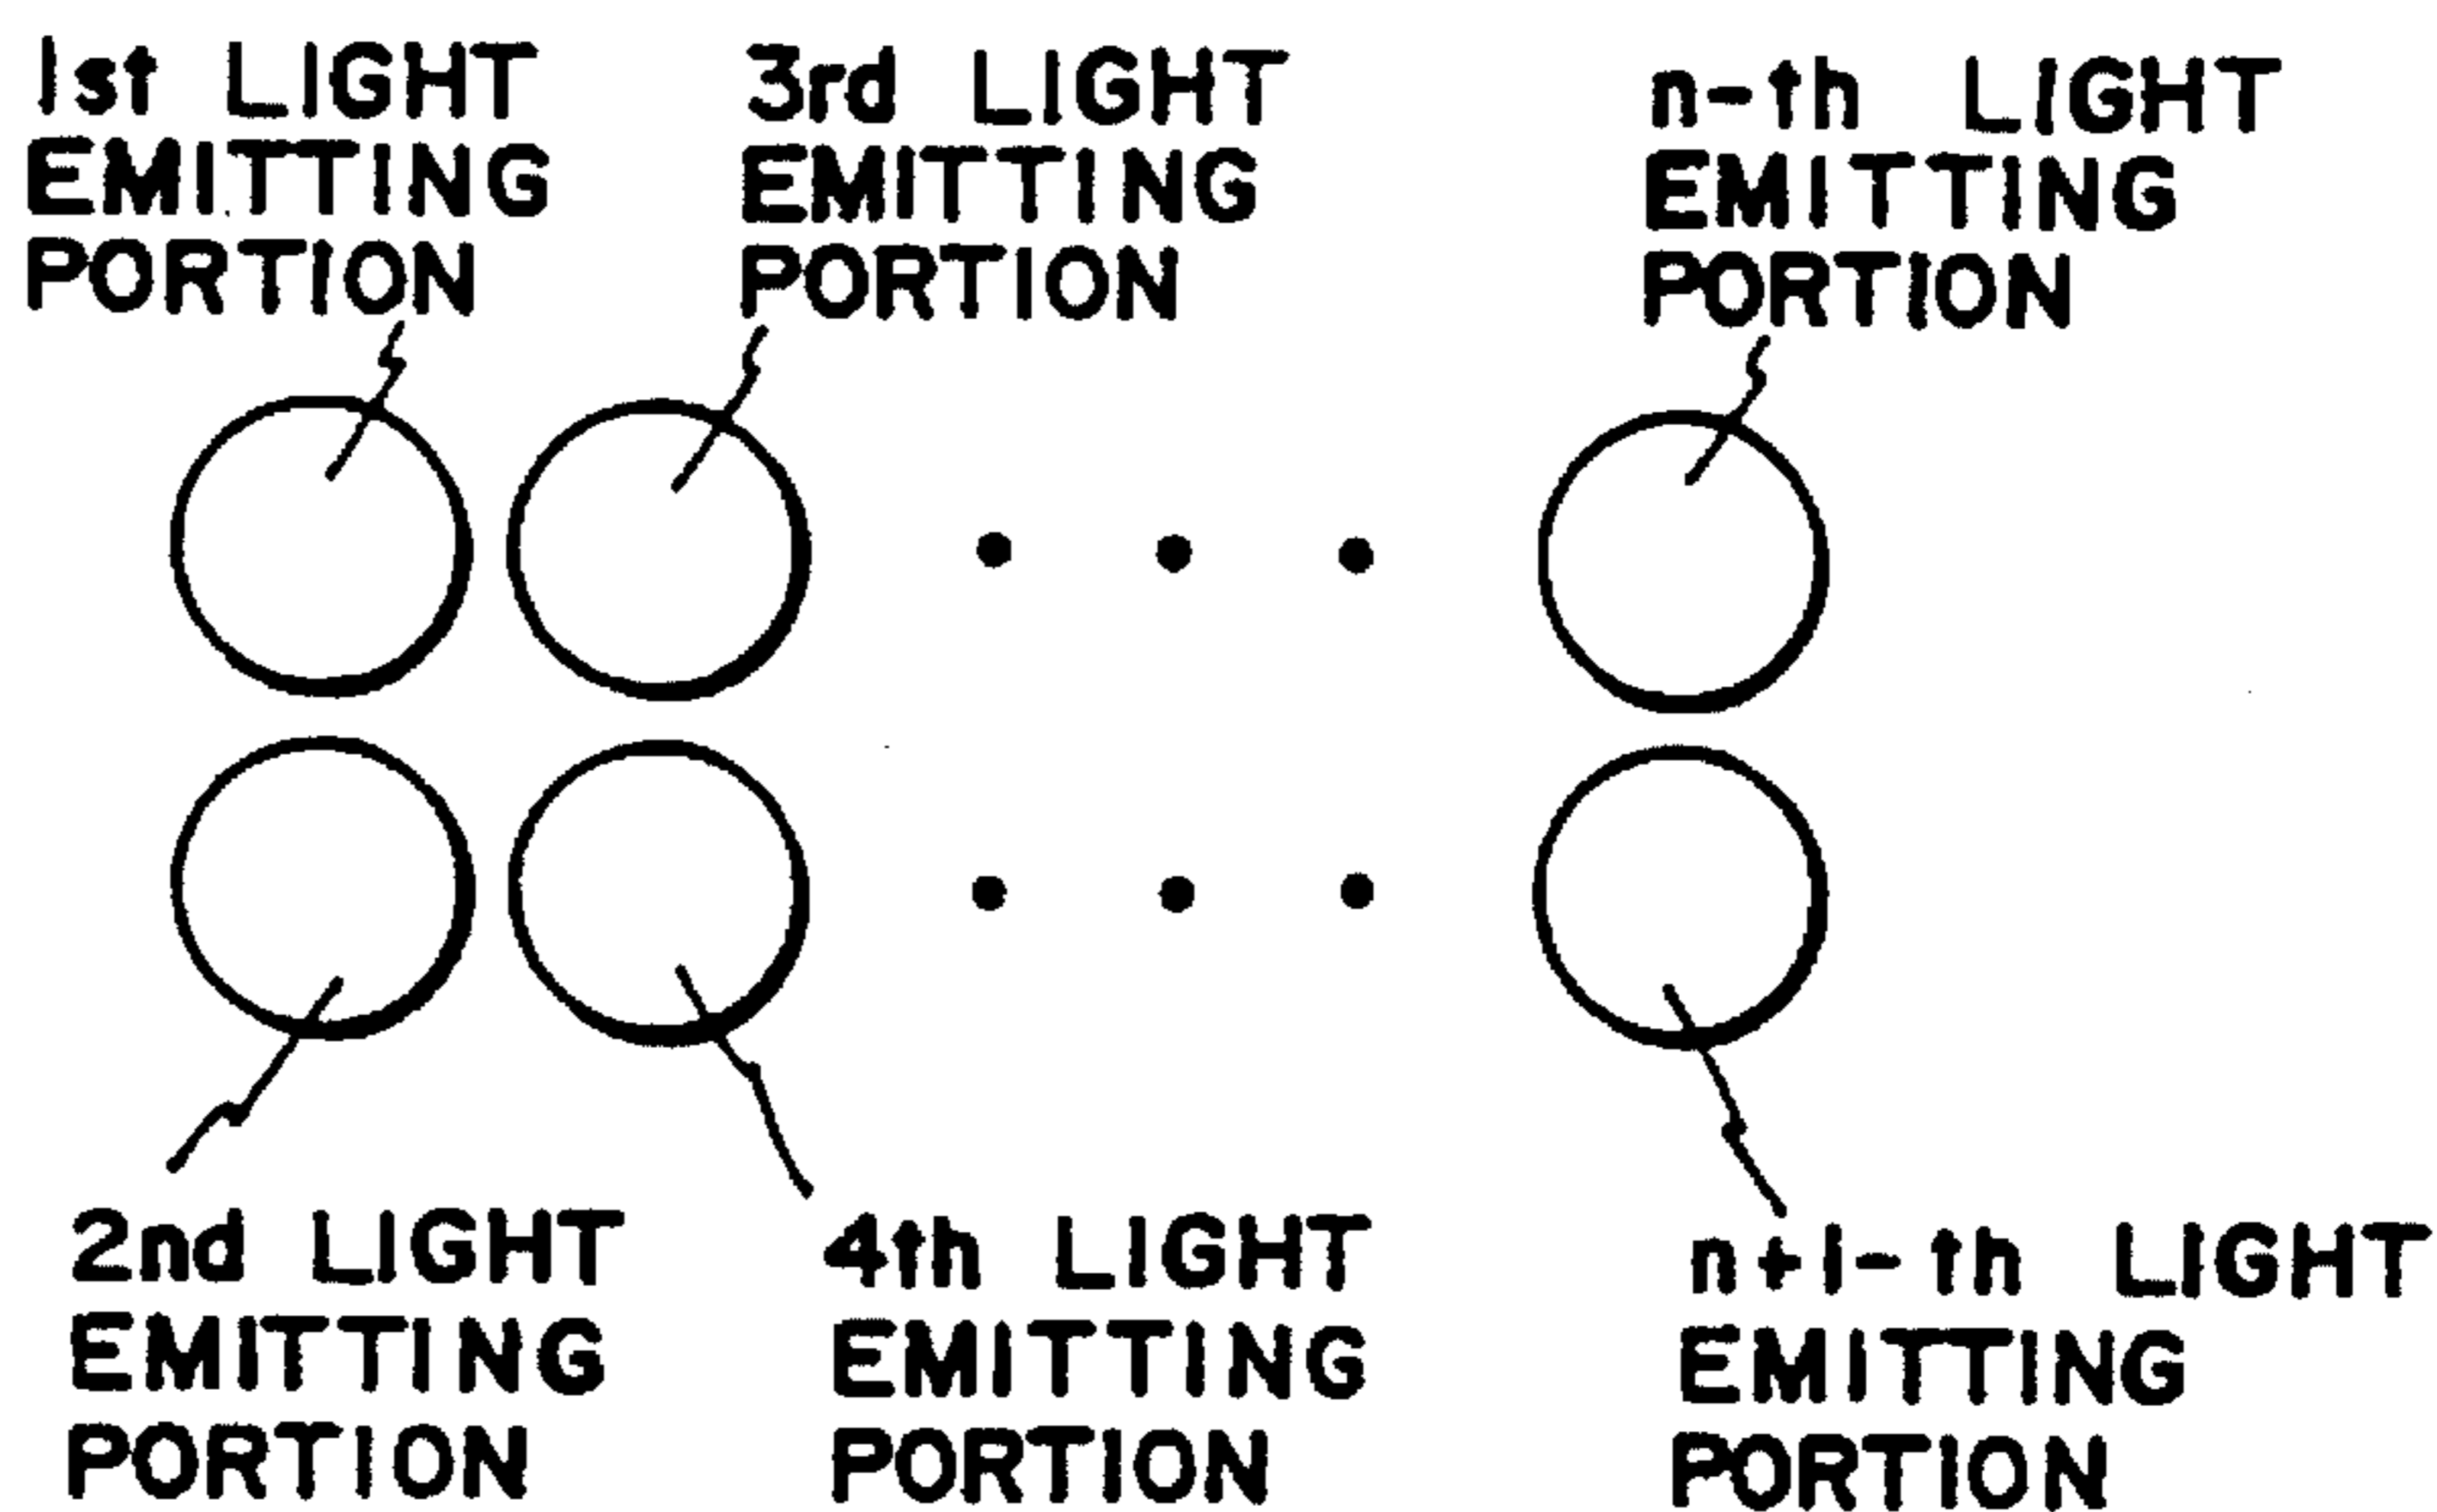 1st LIGHT
EMITTING
PORTION
3rd LIGHT
EMITTING
PORTION
n-th LIGHT
EMITTING
PORTION
2nd LIGHT
EMITTING
PORTION
4th LIGHT
EMITTING
PORTION
n+1-th LIGHT
EMITTING
PORTION